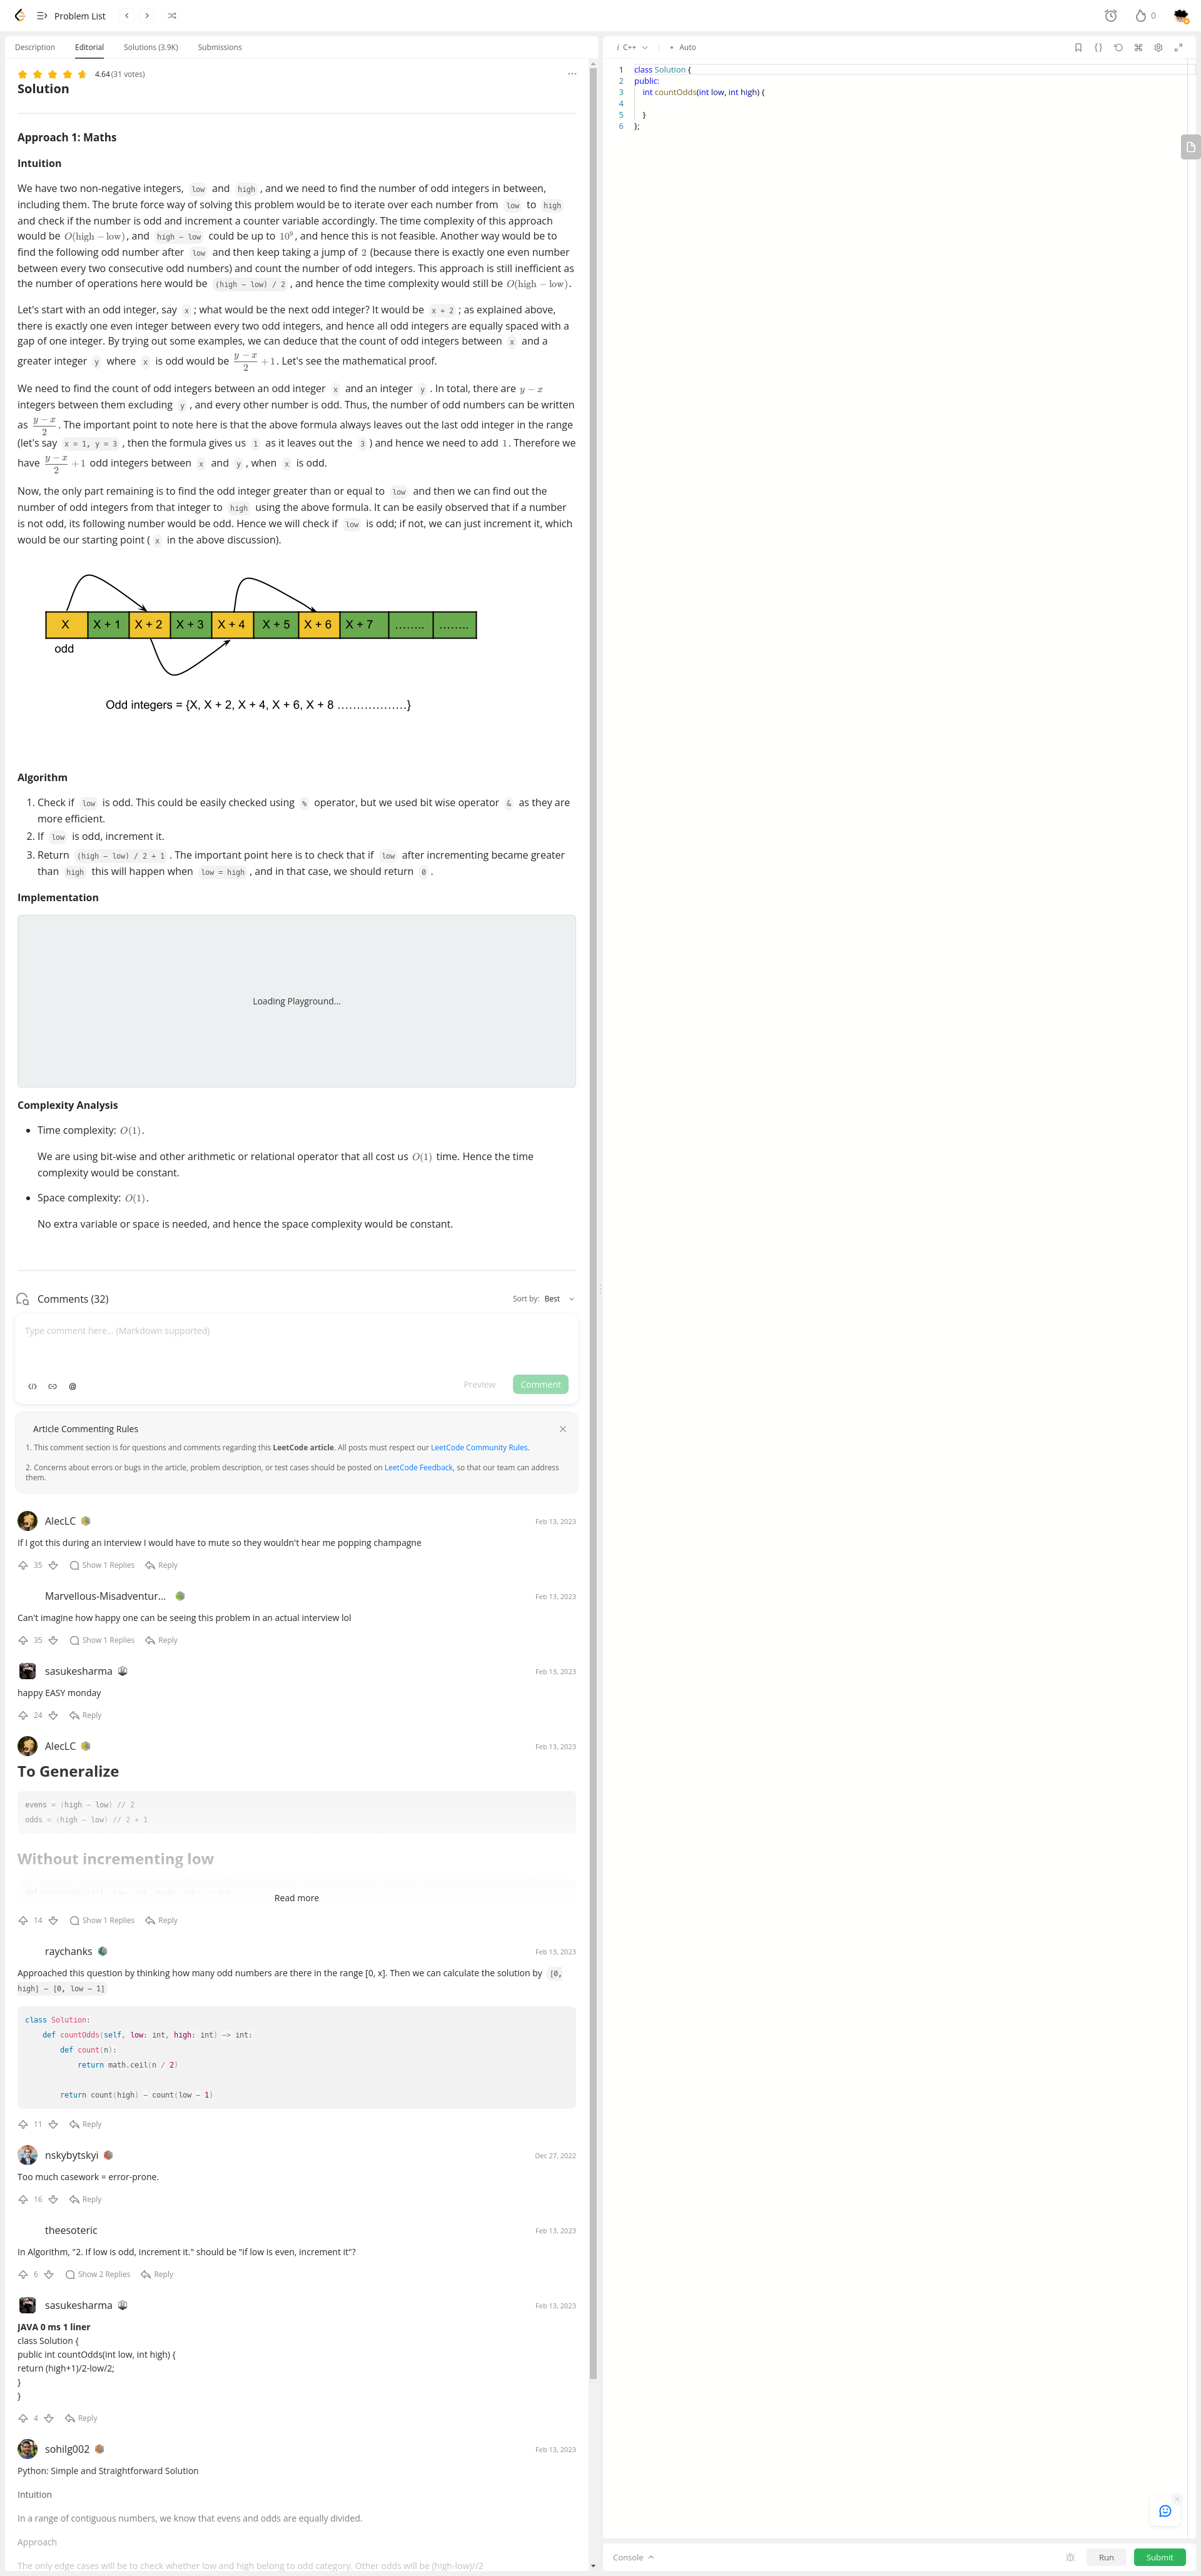 Problem List
0
Description Editorial Solutions (3.9K) Submissions
4.64 (31 votes)
Solution
Approach 1: Maths
Intuition
We have two non-negative integers, low and high , and we need to find the number of odd integers in between,
including them. The brute force way of solving this problem would be to iterate over each number from low to high
and check if the number is odd and increment a counter variable accordingly. The time complexity of this approach
would be O(high − low), and high − low could be up to 10⁹, and hence this is not feasible. Another way would be to
find the following odd number after low and then keep taking a jump of 2 (because there is exactly one even number
between every two consecutive odd numbers) and count the number of odd integers. This approach is still inefficient as
the number of operations here would be (high − low) / 2 , and hence the time complexity would still be O(high − low).
Let's start with an odd integer, say x ; what would be the next odd integer? It would be x + 2 ; as explained above,
there is exactly one even integer between every two odd integers, and hence all odd integers are equally spaced with a
gap of one integer. By trying out some examples, we can deduce that the count of odd integers between x and a
greater integer y where x is odd would be (y − x)/2 + 1. Let's see the mathematical proof.
We need to find the count of odd integers between an odd integer x and an integer y . In total, there are y − x
integers between them excluding y , and every other number is odd. Thus, the number of odd numbers can be written
as (y − x)/2. The important point to note here is that the above formula always leaves out the last odd integer in the range
(let's say x = 1, y = 3 , then the formula gives us 1 as it leaves out the 3 ) and hence we need to add 1. Therefore we
have (y − x)/2 + 1 odd integers between x and y , when x is odd.
Now, the only part remaining is to find the odd integer greater than or equal to low and then we can find out the
number of odd integers from that integer to high using the above formula. It can be easily observed that if a number
is not odd, its following number would be odd. Hence we will check if low is odd; if not, we can just increment it, which
would be our starting point ( x in the above discussion).
X X + 1 X + 2 X + 3 X + 4 X + 5 X + 6 X + 7 ........ ........
odd
Odd integers = {X, X + 2, X + 4, X + 6, X + 8 ..................}
Algorithm
1. Check if low is odd. This could be easily checked using % operator, but we used bit wise operator & as they are
more efficient.
2. If low is odd, increment it.
3. Return (high − low) / 2 + 1 . The important point here is to check that if low after incrementing became greater
than high this will happen when low = high , and in that case, we should return 0 .
Implementation
Loading Playground...
Complexity Analysis
• Time complexity: O(1).
We are using bit-wise and other arithmetic or relational operator that all cost us O(1) time. Hence the time
complexity would be constant.
• Space complexity: O(1).
No extra variable or space is needed, and hence the space complexity would be constant.
Comments (32)
Sort by: Best
Type comment here... (Markdown supported)
Preview Comment
Article Commenting Rules
1. This comment section is for questions and comments regarding this LeetCode article. All posts must respect our LeetCode Community Rules.
2. Concerns about errors or bugs in the article, problem description, or test cases should be posted on LeetCode Feedback, so that our team can address
them.
AlecLC Feb 13, 2023
If I got this during an interview I would have to mute so they wouldn't hear me popping champagne
35 Show 1 Replies Reply
Marvellous-Misadventur... Feb 13, 2023
Can't imagine how happy one can be seeing this problem in an actual interview lol
35 Show 1 Replies Reply
sasukesharma Feb 13, 2023
happy EASY monday
24 Reply
AlecLC Feb 13, 2023
To Generalize
evens = (high − low) // 2
odds = (high − low) // 2 + 1
Without incrementing low
Read more
14 Show 1 Replies Reply
raychanks Feb 13, 2023
Approached this question by thinking how many odd numbers are there in the range [0, x]. Then we can calculate the solution by [0,
high] − [0, low − 1]
class Solution:
def countOdds(self, low: int, high: int) -> int:
def count(n):
return math.ceil(n / 2)
return count(high) − count(low − 1)
11 Reply
nskybytskyi Dec 27, 2022
Too much casework = error-prone.
16 Reply
theesoteric Feb 13, 2023
In Algorithm, "2. If low is odd, increment it." should be "if low is even, increment it"?
6 Show 2 Replies Reply
sasukesharma Feb 13, 2023
JAVA 0 ms 1 liner
class Solution {
public int countOdds(int low, int high) {
return (high+1)/2-low/2;
}
}
4 Reply
sohilg002 Feb 13, 2023
Python: Simple and Straightforward Solution
Intuition
In a range of contiguous numbers, we know that evens and odds are equally divided.
Approach
The only edge cases will be to check whether low and high belong to odd category. Other odds will be (high-low)//2
i C++ • Auto
{}
1 class Solution {
2 public:
3 int countOdds(int low, int high) {
4
5 }
6 };
Console Run Submit